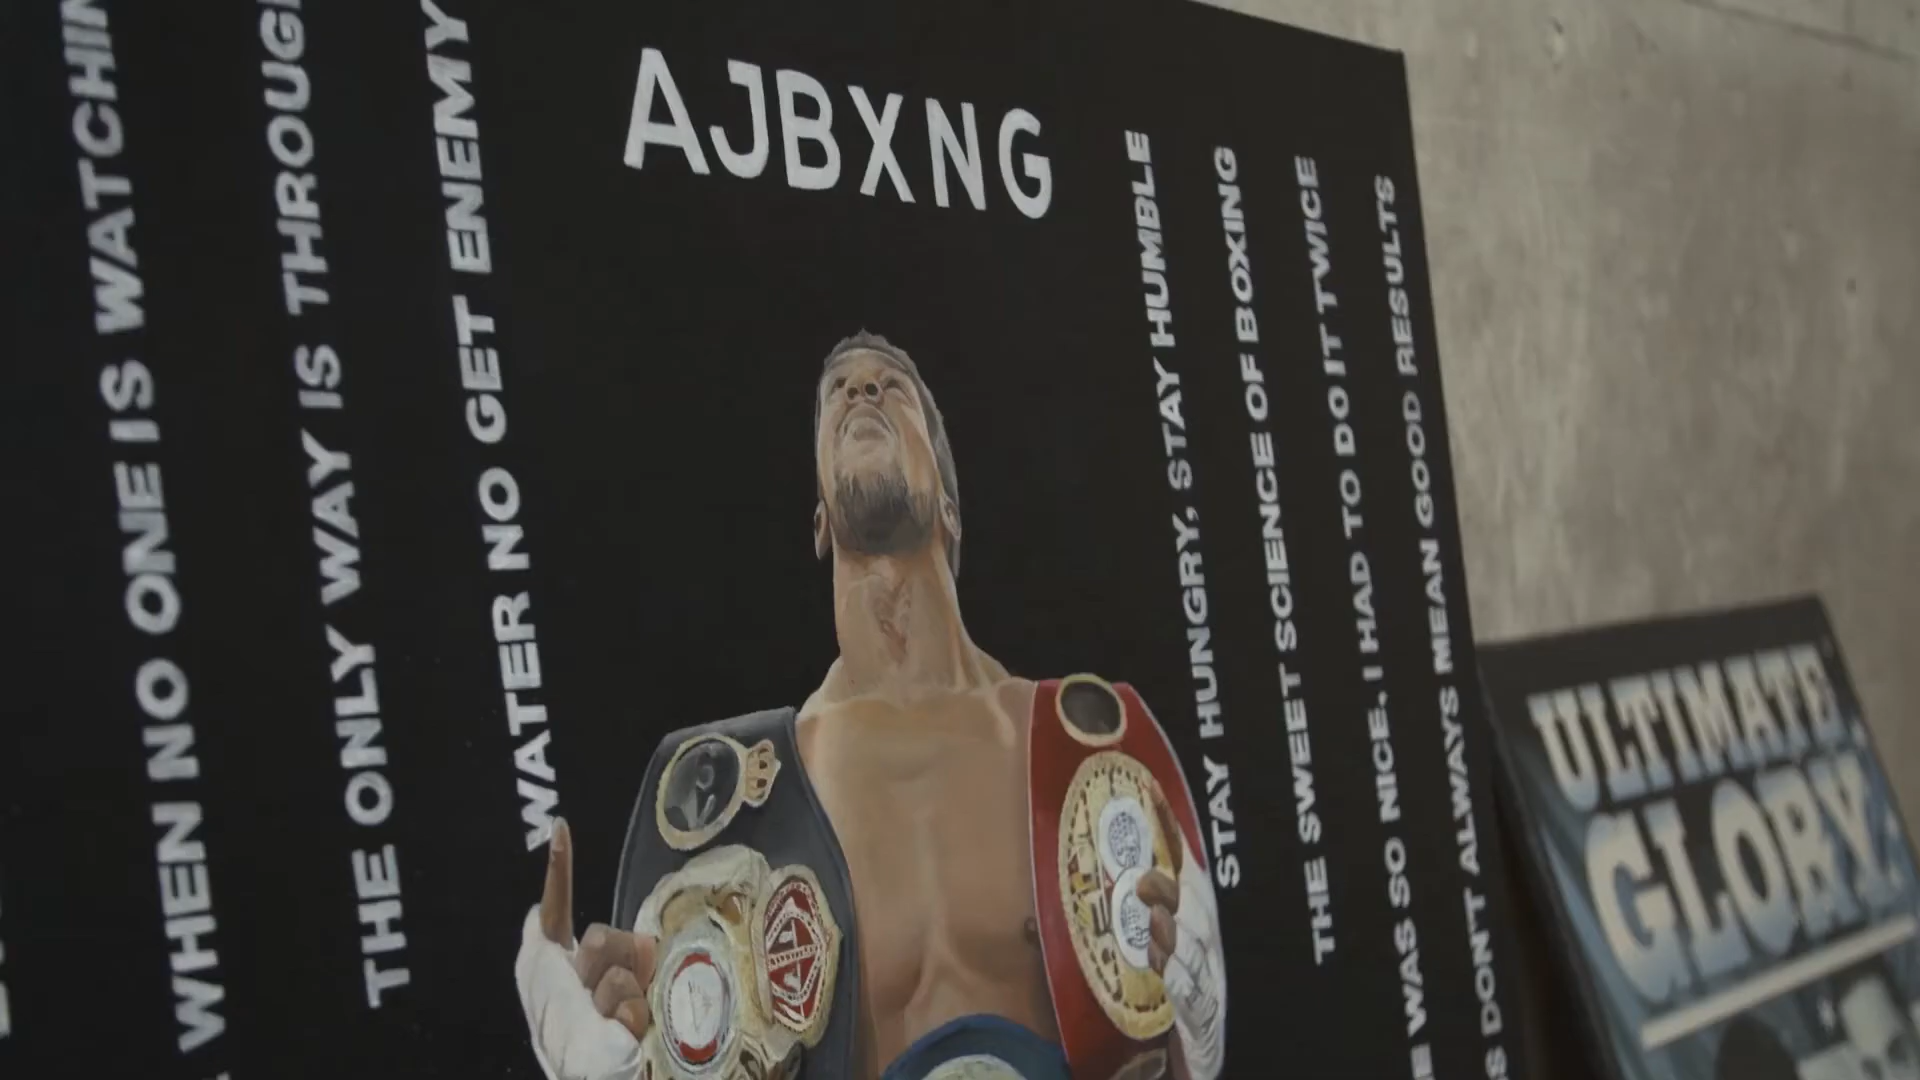 WHEN NO ONE IS WATCHIN
THE ONLY WAY IS THROUGH
WATER NO GET ENEMY
AJBXNG
STAY HUNGRY, STAY HUMBLE
THE SWEET SCIENCE OF BOXING
WAS SO NICE, I HAD TO DO IT TWICE
DON'T ALWAYS MEAN GOOD RESULTS
ULTIMATE
GLORY